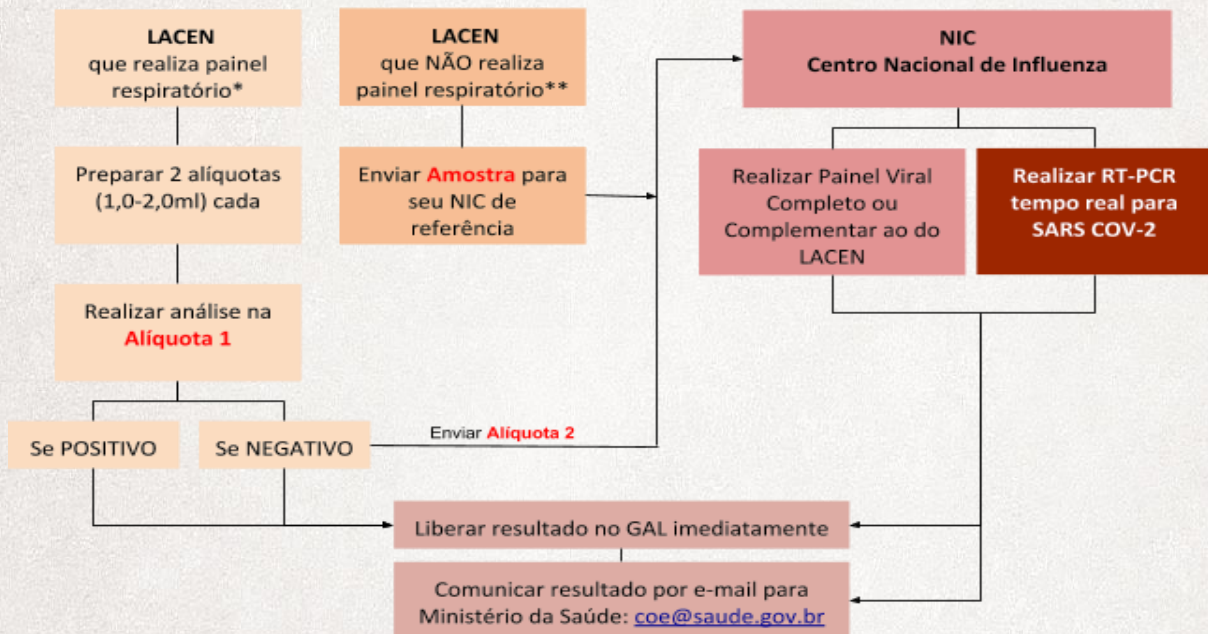 LACEN
que realiza painel
respiratório*
Preparar 2 alíquotas
(1,0-2,0ml) cada
Realizar análise na
Alíquota 1
Se POSITIVO
Se NEGATIVO
Enviar Alíquota 2
LACEN
que NÃO realiza
painel respiratório**
Enviar Amostra para
seu NIC de
referência
NIC
Centro Nacional de Influenza
Realizar Painel Viral
Completo ou
Complementar ao do
LACEN
Realizar RT-PCR
tempo real para
SARS COV-2
Liberar resultado no GAL imediatamente
Comunicar resultado por e-mail para
Ministério da Saúde: coe@saude.gov.br